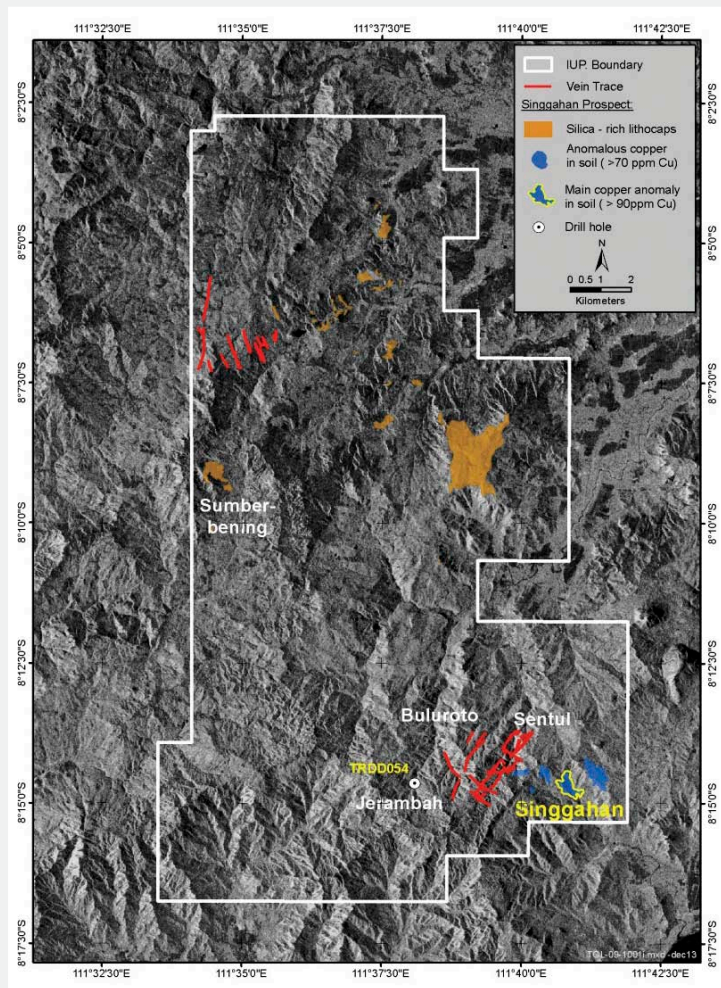 111°32'30"E 111°35'0"E 111°37'30"E 111°40'0"E 111°42'30"E
IUP. Boundary
Vein Trace
Singgahan Prospect:
Silica - rich lithocaps
Anomalous copper
in soil ( >70 ppm Cu)
Main copper anomaly
in soil ( > 90ppm Cu)
Drill hole
N
0 0.5 1 2
Kilometers
8°2'30"S 8°2'30"S
8°5'0"S 8°5'0"S
8°7'30"S 8°7'30"S
Sumber-
bening
8°10'0"S 8°10'0"S
8°12'30"S 8°12'30"S
Buluroto
Sentul
TRDD054
Jerambah
Singgahan
8°15'0"S 8°15'0"S
8°17'30"S 8°17'30"S
111°32'30"E 111°35'0"E 111°37'30"E 111°40'0"E 111°42'30"E